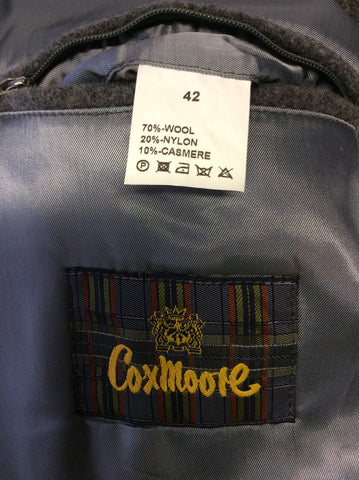 42
70%-WOOL
20%-NYLON
10%-CASMERE
P
CoxMoore